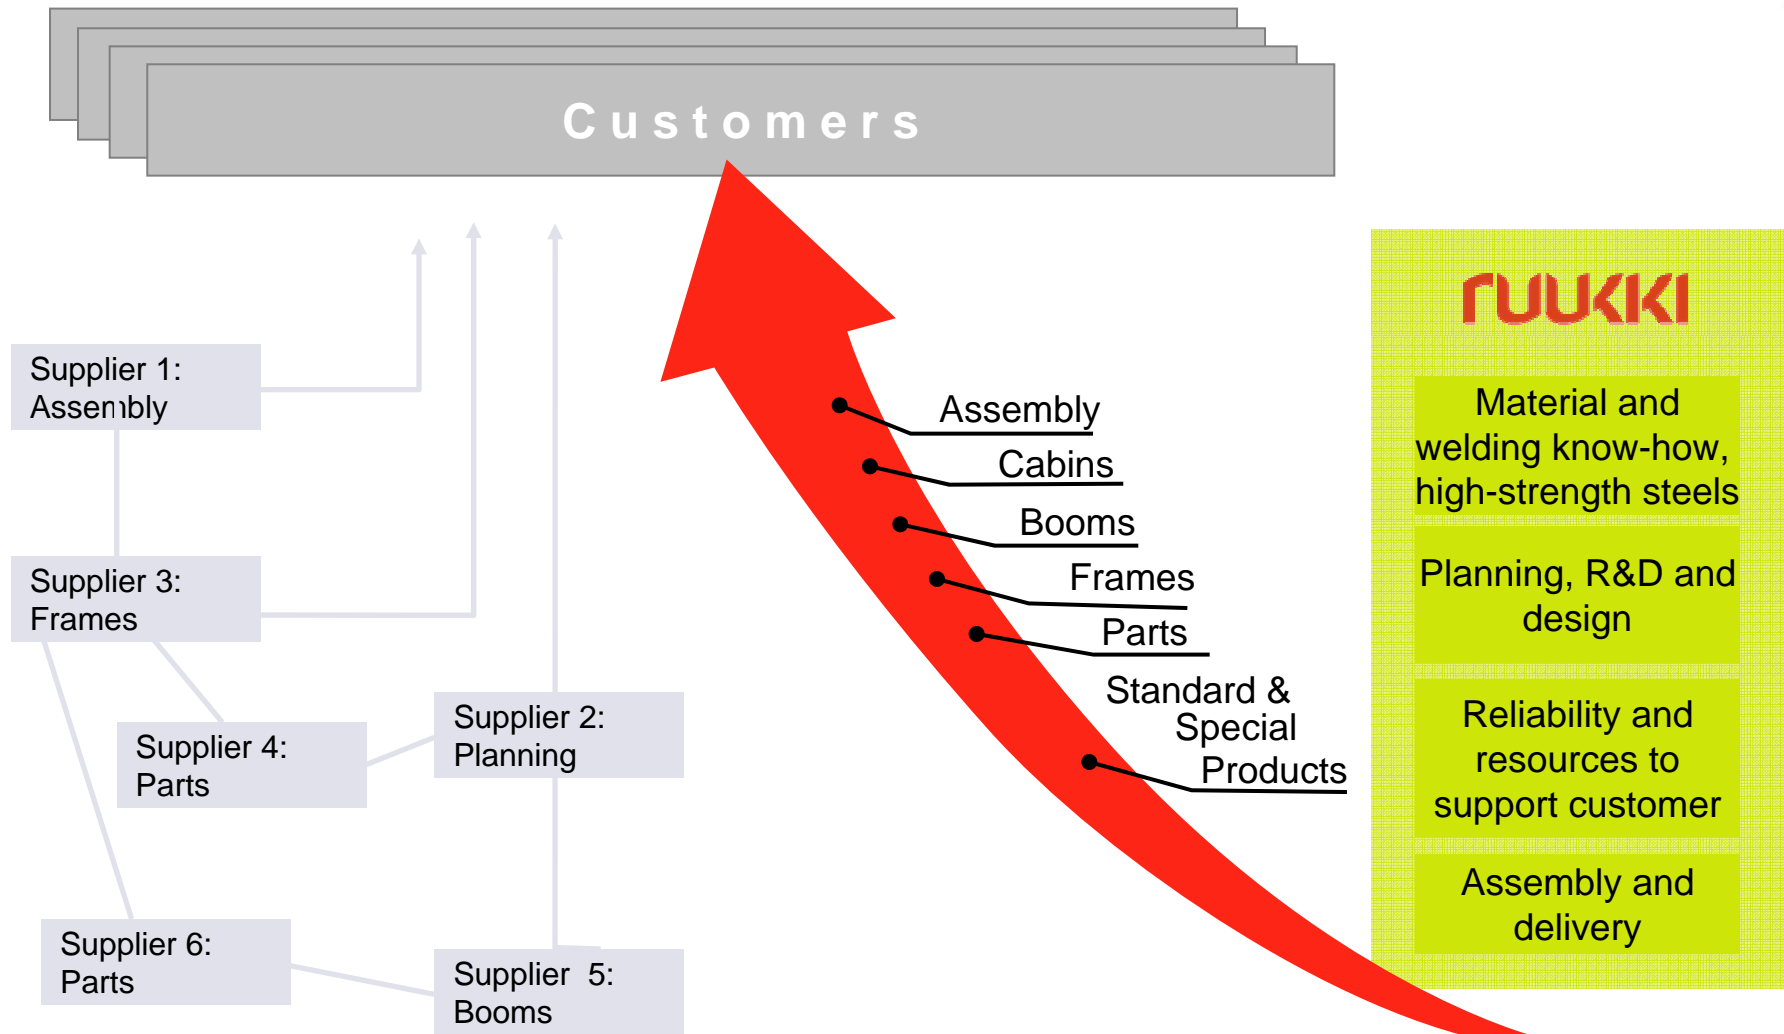 Customers
Supplier 1:
Assembly
Supplier 3:
Frames
Supplier 4:
Parts
Supplier 2:
Planning
Supplier 6:
Parts
Supplier 5:
Booms
Assembly
Cabins
Booms
Frames
Parts
Standard &
Special
Products
ruukki
Material and
welding know-how,
high-strength steels
Planning, R&D and
design
Reliability and
resources to
support customer
Assembly and
delivery